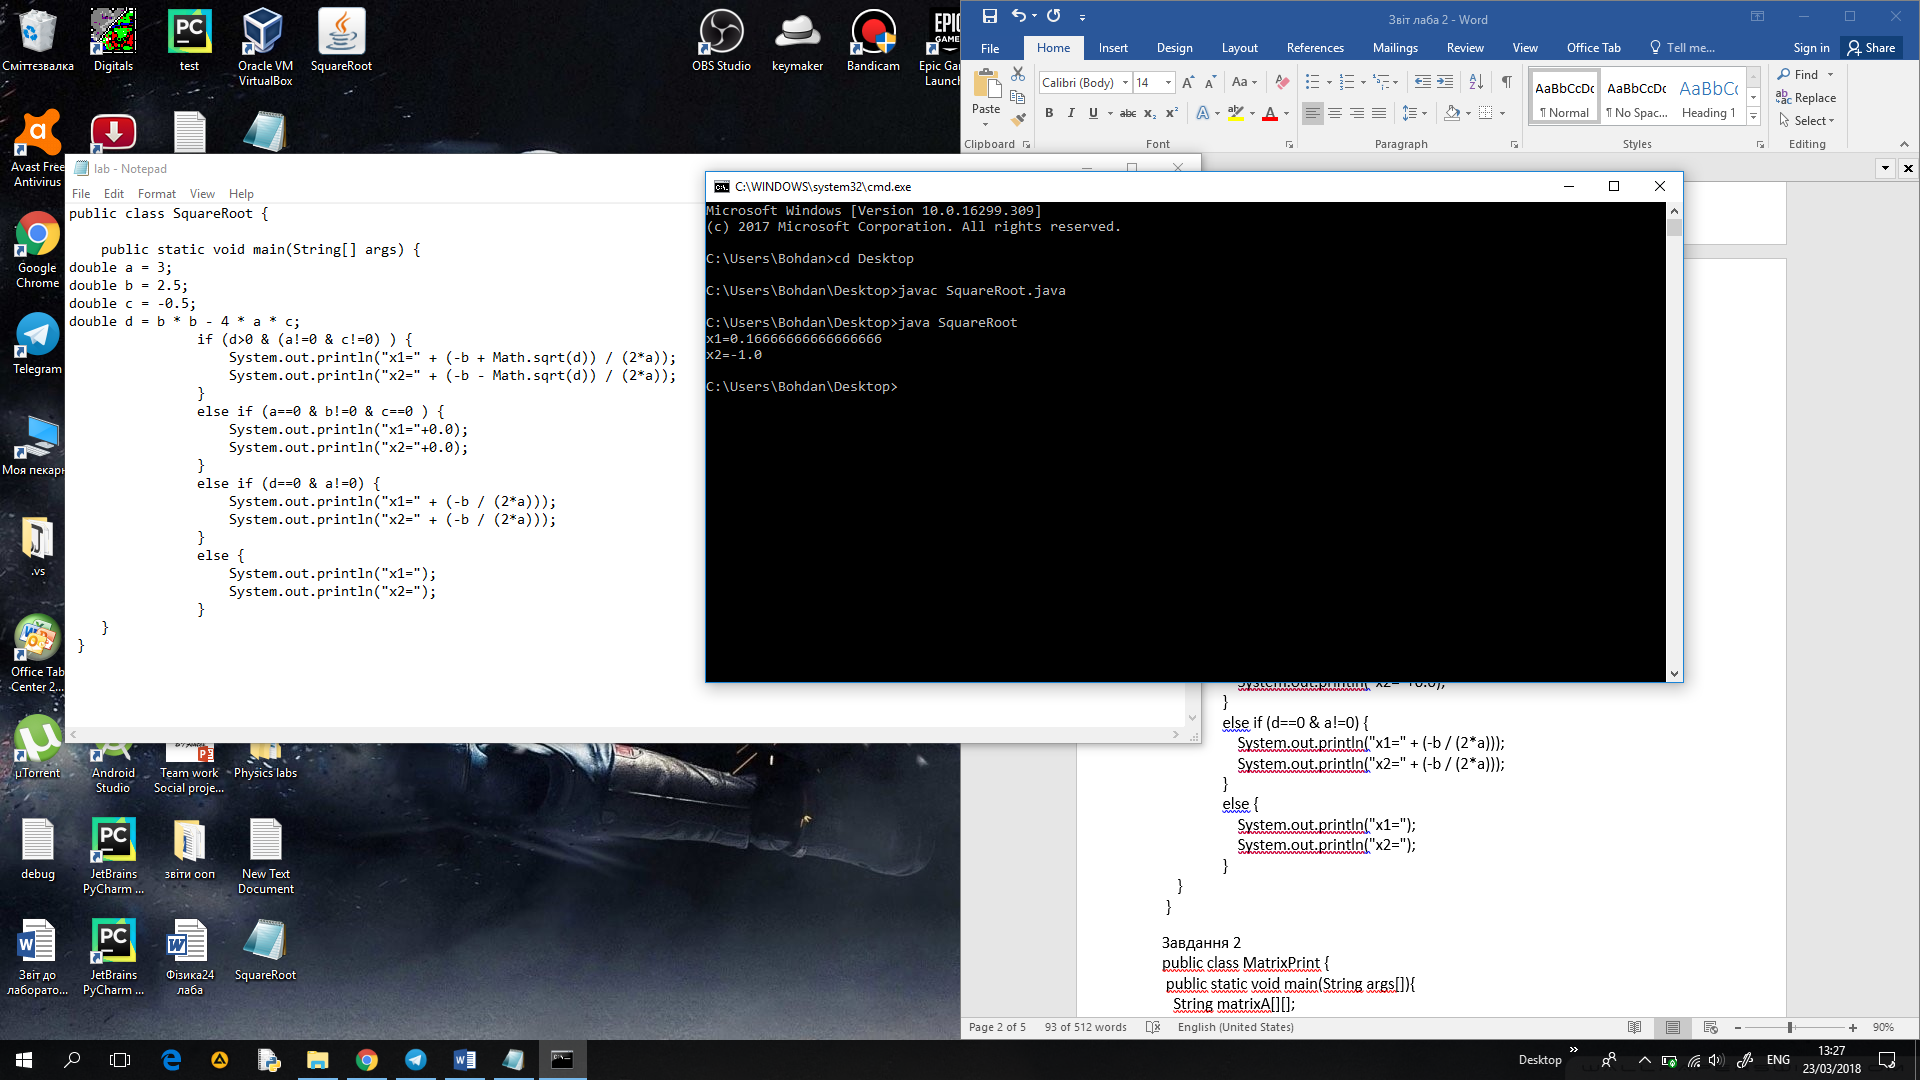 Сміттєзвалка
Digitals
test
Oracle VM
VirtualBox
SquareRoot
OBS Studio
keymaker
Bandicam
Epic Ga
Launch
Avast Free
Antivirus
Google
Chrome
Telegram
Моя пекарн
.vs
Office Tab
Center 2...
µTorrent
Android
Studio
Team work
Social proje...
Physics labs
debug
JetBrains
PyCharm ...
звіти ооп
New Text
Document
Звіт до
лаборато...
JetBrains
PyCharm ...
Фізика24
лаба
SquareRoot
lab - Notepad
File Edit Format View Help
public class SquareRoot {
public static void main(String[] args) {
double a = 3;
double b = 2.5;
double c = -0.5;
double d = b * b - 4 * a * c;
if (d>0 & (a!=0 & c!=0) ) {
System.out.println("x1=" + (-b + Math.sqrt(d)) / (2*a));
System.out.println("x2=" + (-b - Math.sqrt(d)) / (2*a));
}
else if (a==0 & b!=0 & c==0 ) {
System.out.println("x1="+0.0);
System.out.println("x2="+0.0);
}
else if (d==0 & a!=0) {
System.out.println("x1=" + (-b / (2*a)));
System.out.println("x2=" + (-b / (2*a)));
}
else {
System.out.println("x1=");
System.out.println("x2=");
}
}
}
C:\WINDOWS\system32\cmd.exe
Microsoft Windows [Version 10.0.16299.309]
(c) 2017 Microsoft Corporation. All rights reserved.
C:\Users\Bohdan>cd Desktop
C:\Users\Bohdan\Desktop>javac SquareRoot.java
C:\Users\Bohdan\Desktop>java SquareRoot
x1=0.16666666666666666
x2=-1.0
C:\Users\Bohdan\Desktop>
Звіт лаба 2 - Word
File Home Insert Design Layout References Mailings Review View Office Tab Tell me... Sign in Share
Paste
Calibri (Body) 14
AaBbCcDc AaBbCcDc AaBbCc
¶ Normal ¶ No Spac... Heading 1
Find
Replace
Select
Clipboard Font Paragraph Styles Editing
System.out.println("x2="+0.0);
}
else if (d==0 & a!=0) {
System.out.println("x1=" + (-b / (2*a)));
System.out.println("x2=" + (-b / (2*a)));
}
else {
System.out.println("x1=");
System.out.println("x2=");
}
}
}
Завдання 2
public class MatrixPrint {
public static void main(String args[]){
String matrixA[][];
Page 2 of 5 93 of 512 words English (United States) 90%
Desktop
ENG
13:27
23/03/2018